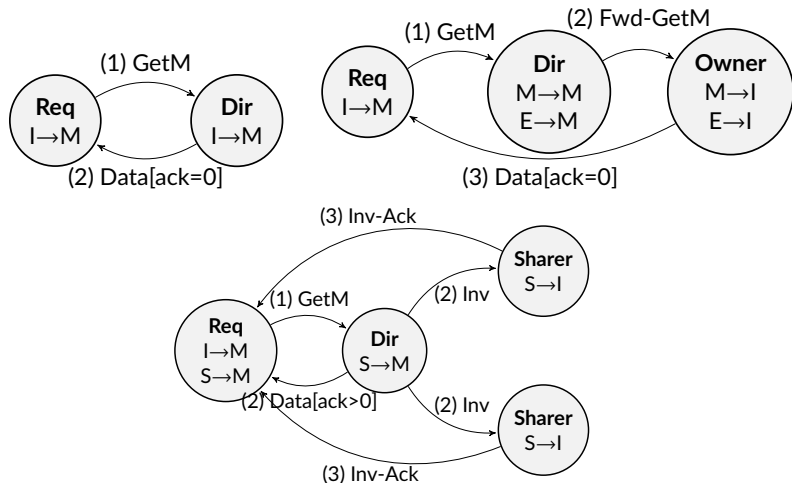 (1) GetM
Req
I→M
Dir
I→M
(2) Data[ack=0]
(1) GetM
(2) Fwd-GetM
Req
I→M
Dir
M→M
E→M
Owner
M→I
E→I
(3) Data[ack=0]
(3) Inv-Ack
Sharer
S→I
(2) Inv
(1) GetM
Req
I→M
S→M
Dir
S→M
(2) Data[ack>0]
(2) Inv
Sharer
S→I
(3) Inv-Ack